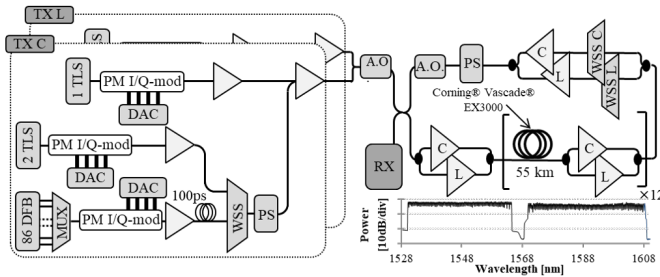 TX L
TX C
1 TLS
PM I/Q-mod
DAC
2 TLS
PM I/Q-mod
DAC
86 DFB
MUX
DAC
PM I/Q-mod
100ps
WSS
PS
A.O
A.O
PS
C
L
WSS C
WSS L
Corning® Vascade®
EX3000
RX
C
L
55 km
C
L
×12
Power
[10dB/div]
1528
1548
1568
1588
1608
Wavelength [nm]